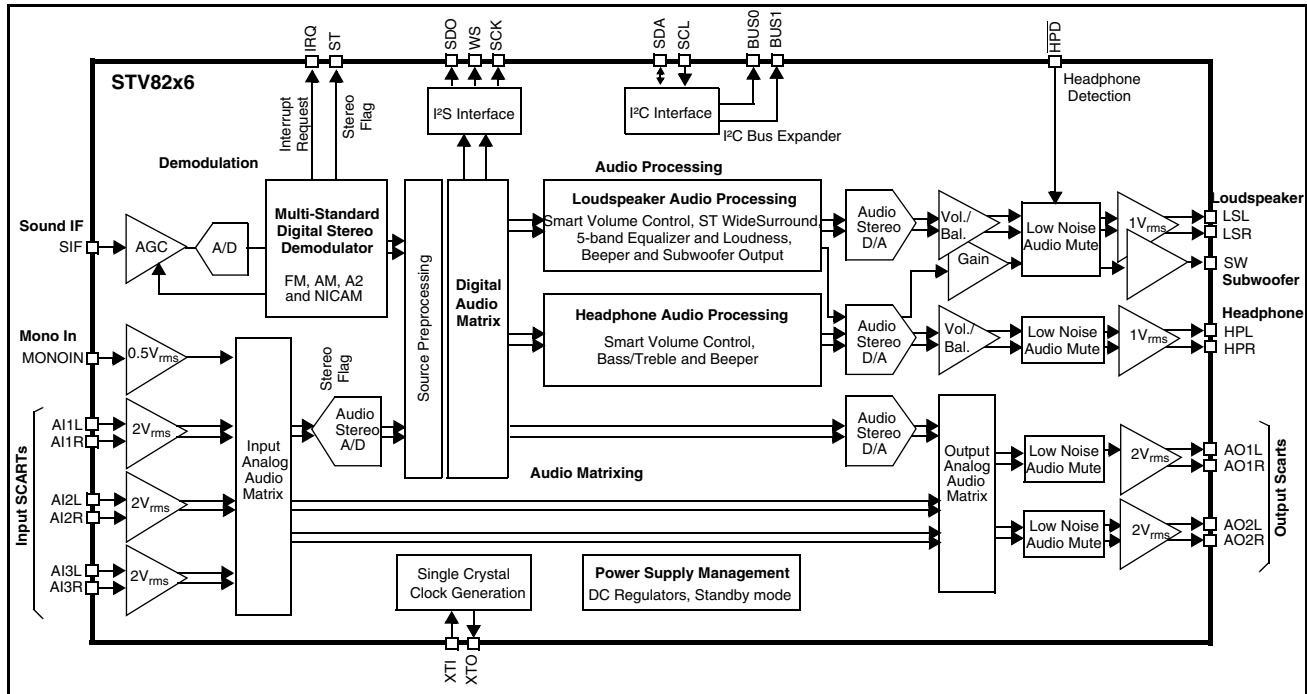 IRQ
ST
SDO
WS
SCK
SDA
SCL
BUS0
BUS1
HPD
STV82x6
Interrupt
Request
Stereo
Flag
I²S Interface
I²C Interface
I²C Bus Expander
Headphone
Detection
Demodulation
Audio Processing
Sound IF
SIF
AGC
A/D
Multi-Standard
Digital Stereo
Demodulator
FM, AM, A2
and NICAM
Source Preprocessing
Digital
Audio
Matrix
Loudspeaker Audio Processing
Smart Volume Control, ST WideSurround,
5-band Equalizer and Loudness,
Beeper and Subwoofer Output
Audio
Stereo
D/A
Vol./
Bal.
Gain
Low Noise
Audio Mute
1Vrms
Loudspeaker
LSL
LSR
SW
Subwoofer
Headphone Audio Processing
Smart Volume Control,
Bass/Treble and Beeper
Audio
Stereo
D/A
Vol./
Bal.
Low Noise
Audio Mute
1Vrms
Headphone
HPL
HPR
Mono In
MONOIN
0.5Vrms
Input SCARTs
AI1L
AI1R
2Vrms
AI2L
AI2R
2Vrms
AI3L
AI3R
2Vrms
Input
Analog
Audio
Matrix
Stereo
Flag
Audio
Stereo
A/D
Audio Matrixing
Audio
Stereo
D/A
Output
Analog
Audio
Matrix
Low Noise
Audio Mute
2Vrms
AO1L
AO1R
Low Noise
Audio Mute
2Vrms
AO2L
AO2R
Output Scarts
Single Crystal
Clock Generation
Power Supply Management
DC Regulators, Standby mode
XTI
XTO